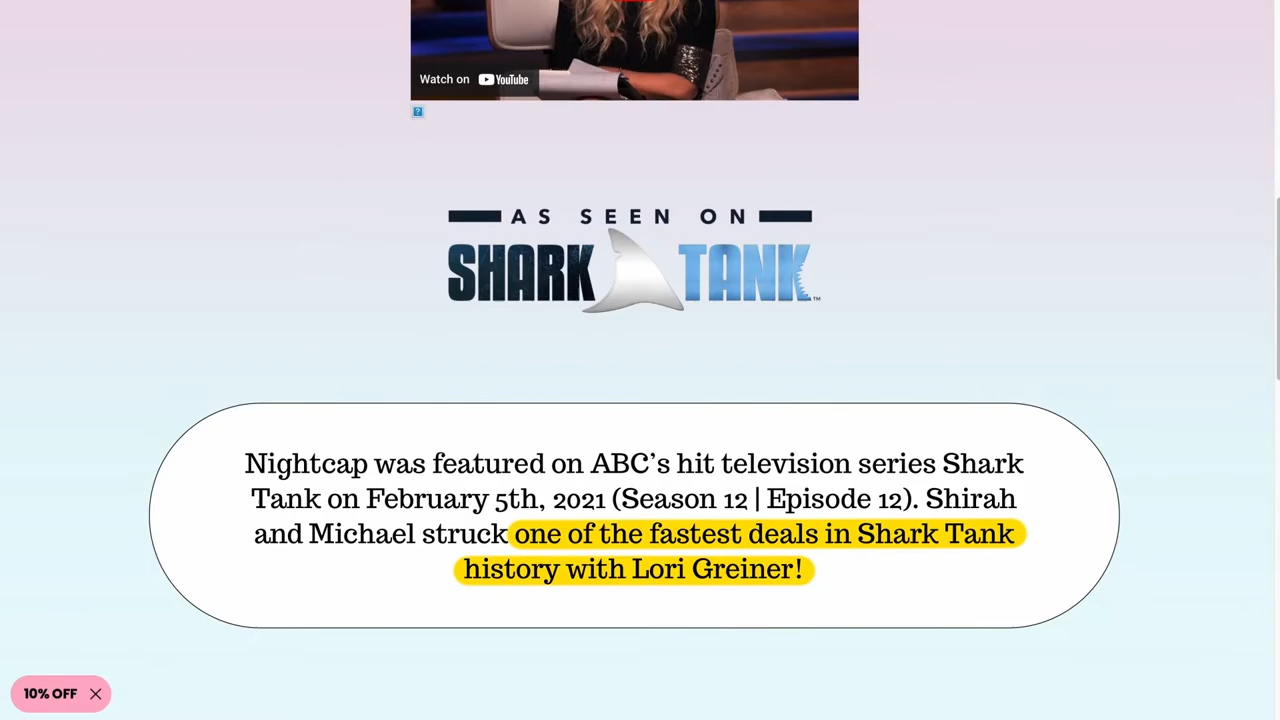 Watch on YouTube
?
AS SEEN ON
SHARK TANK™
Nightcap was featured on ABC’s hit television series Shark
Tank on February 5th, 2021 (Season 12 | Episode 12). Shirah
and Michael struck one of the fastest deals in Shark Tank
history with Lori Greiner!
10% OFF